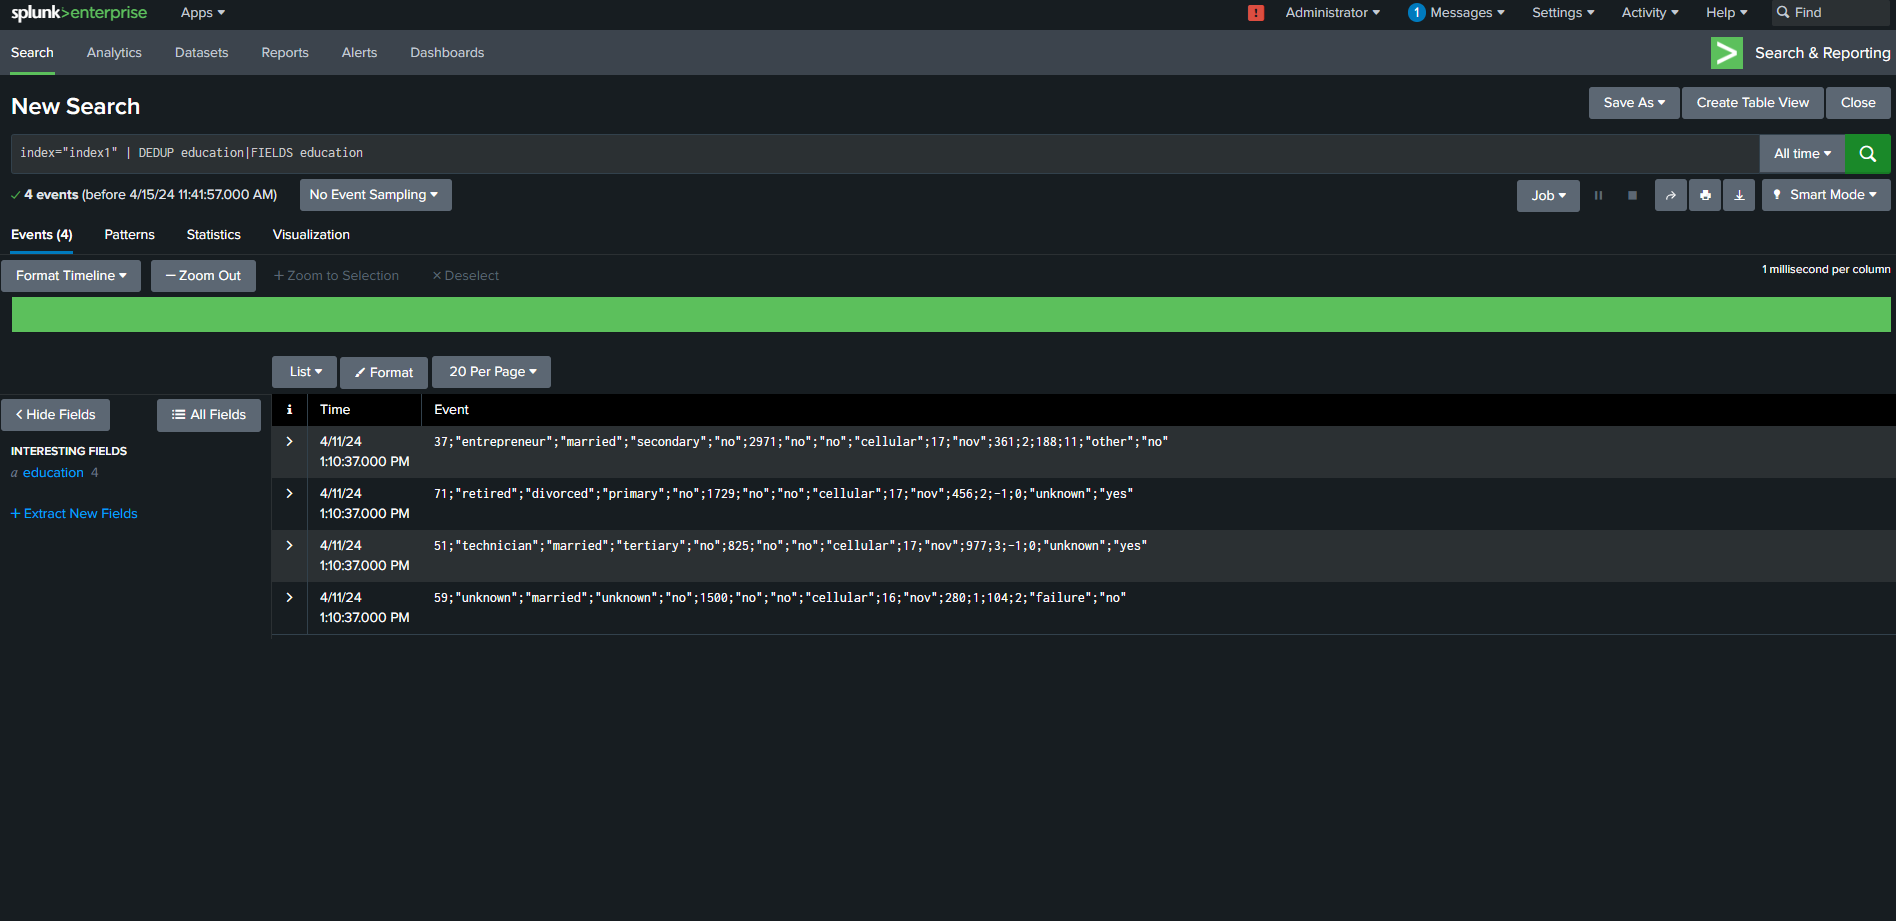 splunk>enterprise Apps ! Administrator 1 Messages Settings Activity Help Find
Search Analytics Datasets Reports Alerts Dashboards Search & Reporting
New Search Save As Create Table View Close
index="index1" | DEDUP education|FIELDS education All time
4 events (before 4/15/24 11:41:57.000 AM) No Event Sampling Job Smart Mode
Events (4) Patterns Statistics Visualization
Format Timeline — Zoom Out + Zoom to Selection × Deselect 1 millisecond per column
List Format 20 Per Page
< Hide Fields All Fields i Time Event
INTERESTING FIELDS
a education 4
+ Extract New Fields
> 4/11/24 37;"entrepreneur";"married";"secondary";"no";2971;"no";"no";"cellular";17;"nov";361;2;188;11;"other";"no"
1:10:37.000 PM
> 4/11/24 71;"retired";"divorced";"primary";"no";1729;"no";"no";"cellular";17;"nov";456;2;-1;0;"unknown";"yes"
1:10:37.000 PM
> 4/11/24 51;"technician";"married";"tertiary";"no";825;"no";"no";"cellular";17;"nov";977;3;-1;0;"unknown";"yes"
1:10:37.000 PM
> 4/11/24 59;"unknown";"married";"unknown";"no";1500;"no";"no";"cellular";16;"nov";280;1;104;2;"failure";"no"
1:10:37.000 PM